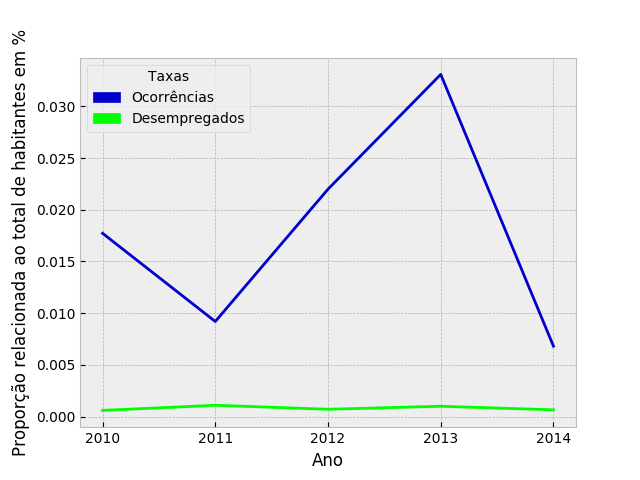 Proporção relacionada ao total de habitantes em %
Taxas
Ocorrências
Desempregados
0.030
0.025
0.020
0.015
0.010
0.005
0.000
2010 2011 2012 2013 2014
Ano